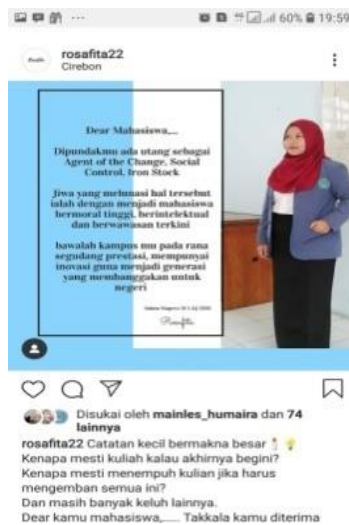 60% 19:59
rosafita22
Cirebon
Dear Mahasiswa,...
Dipundakmu ada utang sebagai
Agent of the Change, Social
Control, Iron Stock
Jiwa yang melunasi hal tersebut
ialah dengan menjadi mahasiswa
bermoral tinggi, berintelektual
dan berwawasan terkini
bawalah kampus mu pada rana
segudang prestasi, mempunyai
inovasi guna menjadi generasi
yang membanggakan untuk
negeri
Rosafita
Disukai oleh mainles_humaira dan 74
lainnya
rosafita22 Catatan kecil bermakna besar
Kenapa mesti kuliah kalau akhirnya begini?
Kenapa mesti menempuh kulian jika harus
mengemban semua ini?
Dan masih banyak keluh lainnya.
Dear kamu mahasiswa,.... Takkala kamu diterima